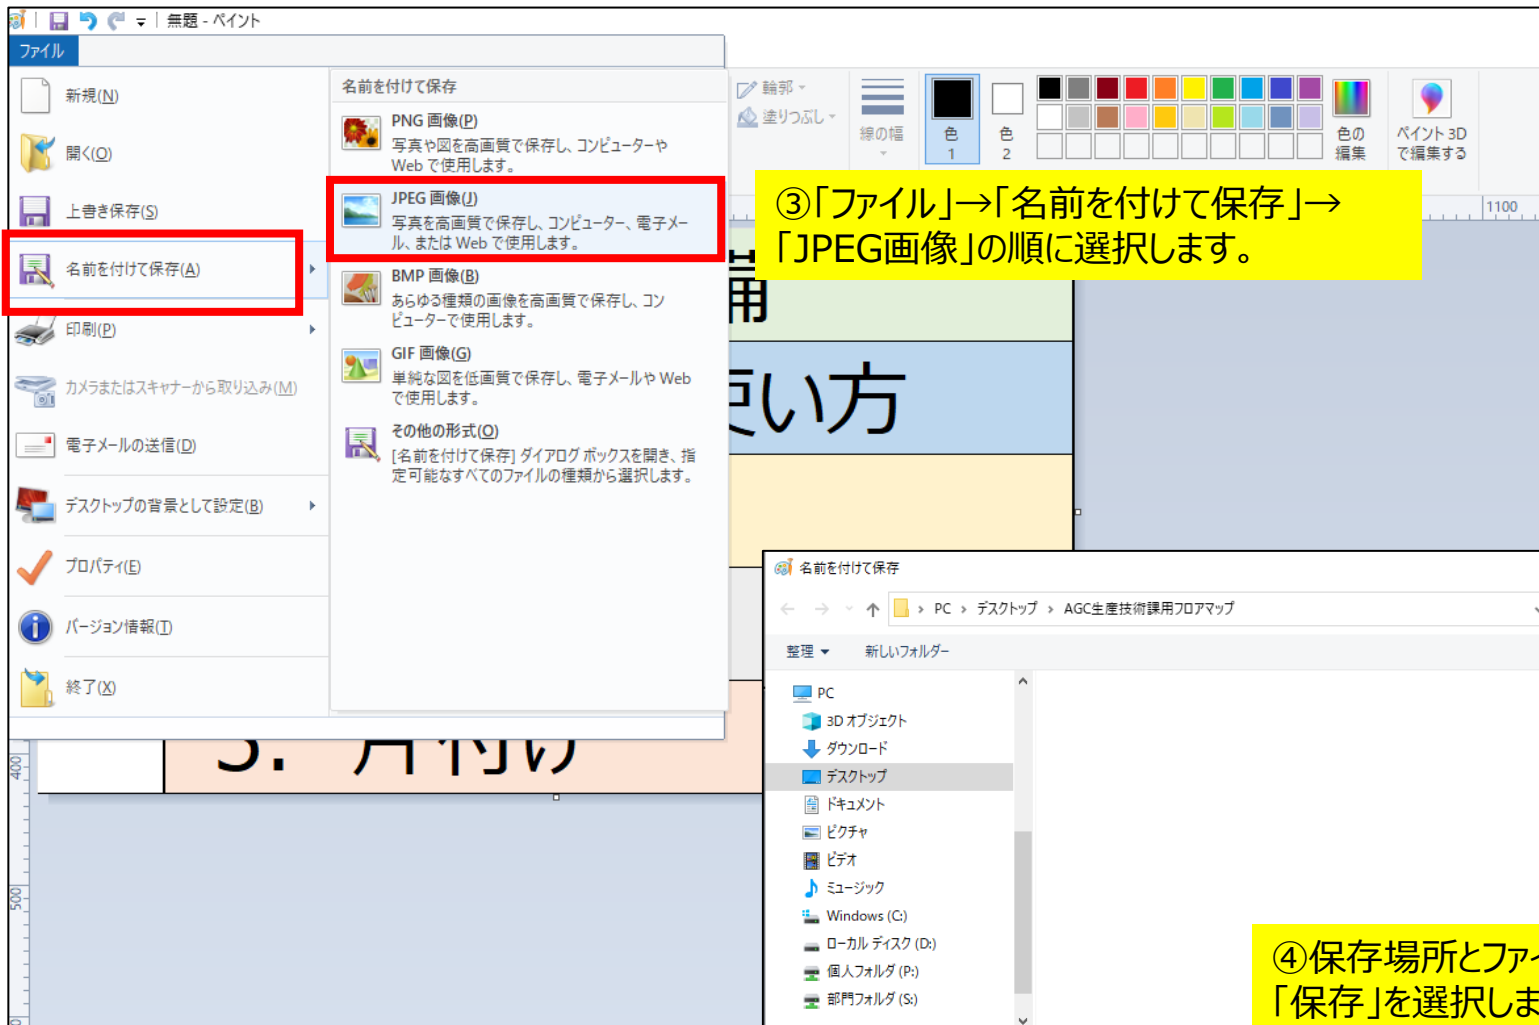 無題 - ペイント
ファイル
新規(N)
開く(O)
上書き保存(S)
名前を付けて保存(A)
印刷(P)
カメラまたはスキャナーから取り込み(M)
電子メールの送信(D)
デスクトップの背景として設定(B)
プロパティ(E)
バージョン情報(T)
終了(X)
名前を付けて保存
PNG 画像(P)
写真や図を高画質で保存し、コンピューターや
Web で使用します。
JPEG 画像(J)
写真を高画質で保存し、コンピューター、電子メー
ル、または Web で使用します。
BMP 画像(B)
あらゆる種類の画像を高画質で保存し、コン
ピューターで使用します。
GIF 画像(G)
単純な図を低画質で保存し、電子メールや Web
で使用します。
その他の形式(O)
[名前を付けて保存] ダイアログ ボックスを開き、指
定可能なすべてのファイルの種類から選択します。
輪郭
塗りつぶし
線の幅
色
1
色
2
色の
編集
ペイント 3D
で編集する
1100
③「ファイル」→「名前を付けて保存」→
「JPEG画像」の順に選択します。
備
使い方
3. 片付け
400
500
名前を付けて保存
PC › デスクトップ › AGC生産技術課用フロアマップ
整理
新しいフォルダー
PC
3D オブジェクト
ダウンロード
デスクトップ
ドキュメント
ピクチャ
ビデオ
ミュージック
Windows (C:)
ローカル ディスク (D:)
個人フォルダ (P:)
部門フォルダ (S:)
④保存場所とファイ
「保存」を選択しま